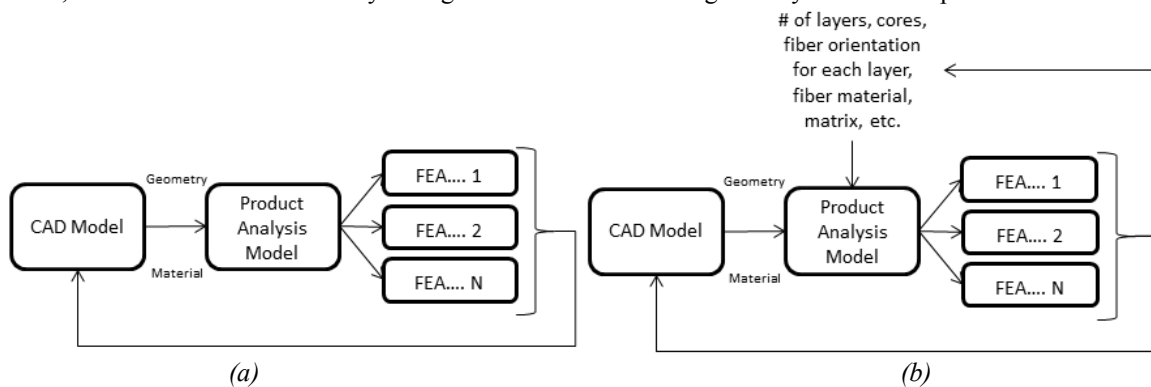 # of layers, cores,
fiber orientation
for each layer,
fiber material,
matrix, etc.
CAD Model
Geometry
Material
Product
Analysis
Model
FEA.... 1
FEA.... 2
FEA.... N
(a)
CAD Model
Geometry
Material
Product
Analysis
Model
FEA.... 1
FEA.... 2
FEA.... N
(b)